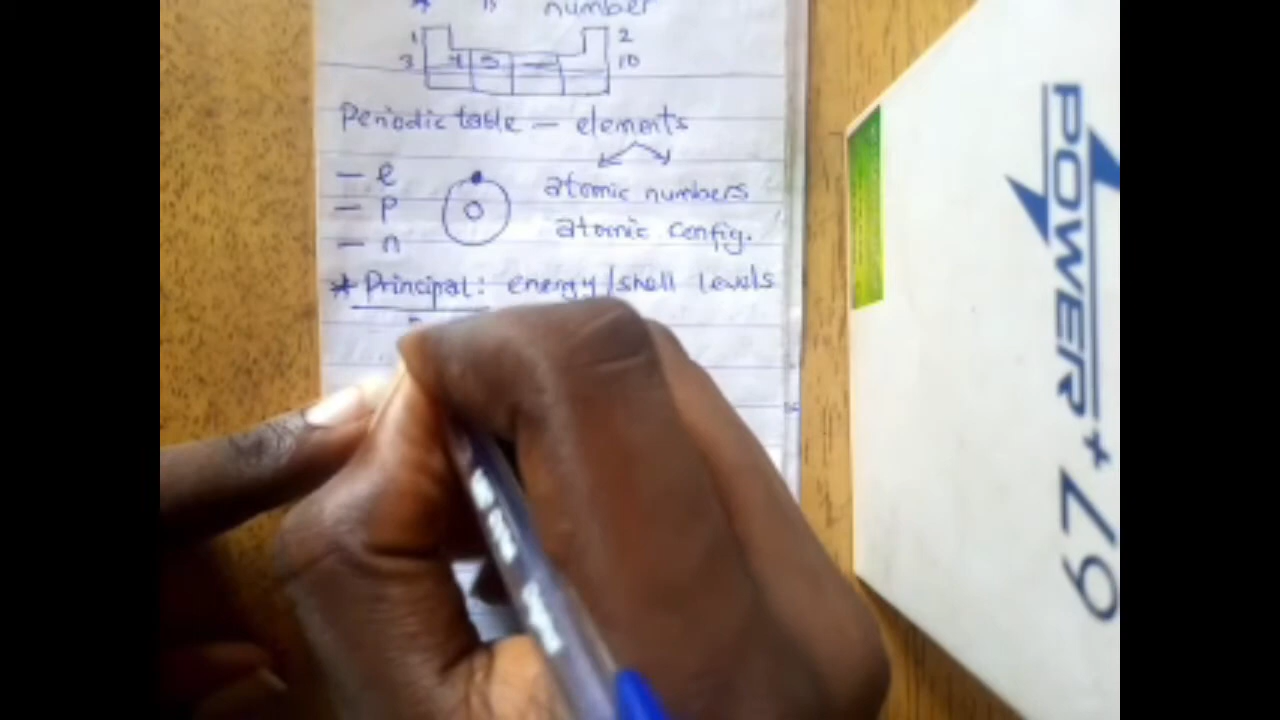 number
1 2
3 4 5 10
Periodic table — elements
— e atomic numbers
— p atomic config.
— n
* Principal: energy/shell levels
POWER+ L9